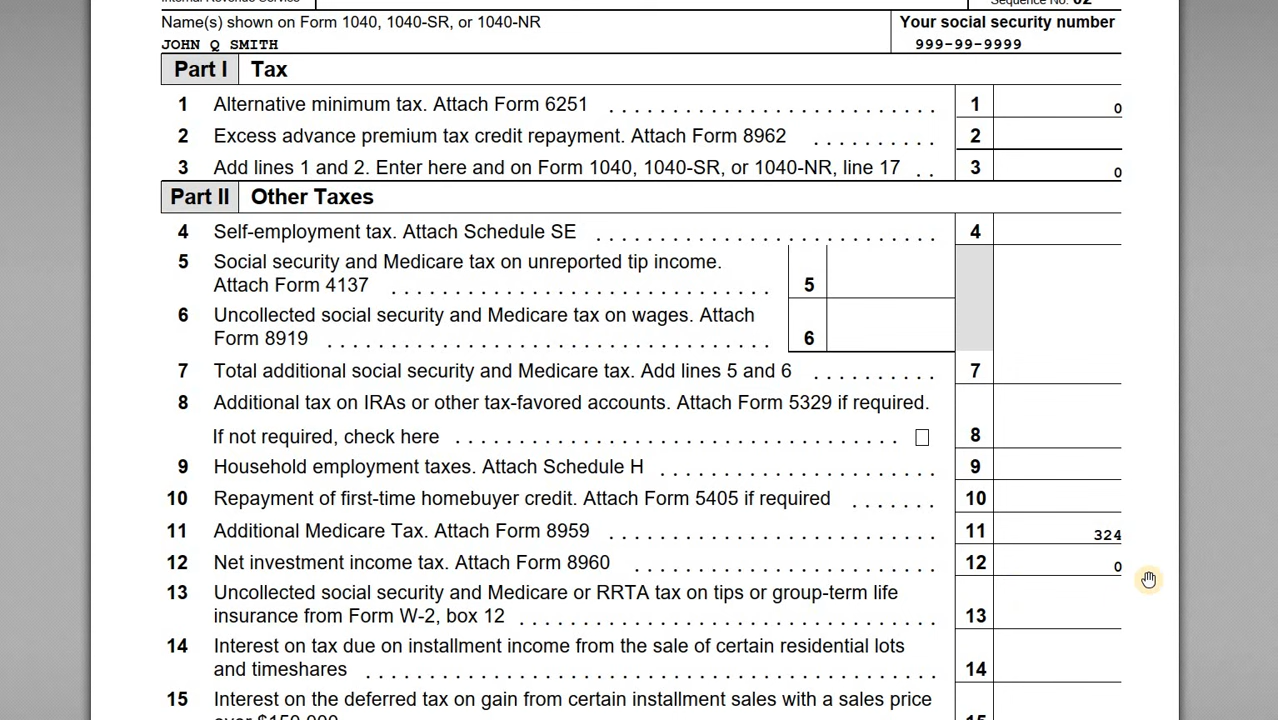 Name(s) shown on Form 1040, 1040-SR, or 1040-NR Your social security number
JOHN Q SMITH 999-99-9999
Part I Tax
1 Alternative minimum tax. Attach Form 6251 . . . . . . . . . . . . . . . . . . . . . . . . . . 1 0
2 Excess advance premium tax credit repayment. Attach Form 8962 . . . . . . . . . . 2
3 Add lines 1 and 2. Enter here and on Form 1040, 1040-SR, or 1040-NR, line 17 . . 3 0
Part II Other Taxes
4 Self-employment tax. Attach Schedule SE . . . . . . . . . . . . . . . . . . . . . . . . . . . 4
5 Social security and Medicare tax on unreported tip income.
Attach Form 4137 . . . . . . . . . . . . . . . . . . . . . . . . . . . . . . 5
6 Uncollected social security and Medicare tax on wages. Attach
Form 8919 . . . . . . . . . . . . . . . . . . . . . . . . . . . . . . . . . . . 6
7 Total additional social security and Medicare tax. Add lines 5 and 6 . . . . . . . . . . 7
8 Additional tax on IRAs or other tax-favored accounts. Attach Form 5329 if required.
If not required, check here . . . . . . . . . . . . . . . . . . . . . . . . . . . . . . . . . . . 8
9 Household employment taxes. Attach Schedule H . . . . . . . . . . . . . . . . . . . . . . 9
10 Repayment of first-time homebuyer credit. Attach Form 5405 if required . . . . . . . 10
11 Additional Medicare Tax. Attach Form 8959 . . . . . . . . . . . . . . . . . . . . . . . . . . 11 324
12 Net investment income tax. Attach Form 8960 . . . . . . . . . . . . . . . . . . . . . . . . 12 0
13 Uncollected social security and Medicare or RRTA tax on tips or group-term life
insurance from Form W-2, box 12 . . . . . . . . . . . . . . . . . . . . . . . . . . . . . . . . . 13
14 Interest on tax due on installment income from the sale of certain residential lots
and timeshares . . . . . . . . . . . . . . . . . . . . . . . . . . . . . . . . . . . . . . . . . . . . . 14
15 Interest on the deferred tax on gain from certain installment sales with a sales price